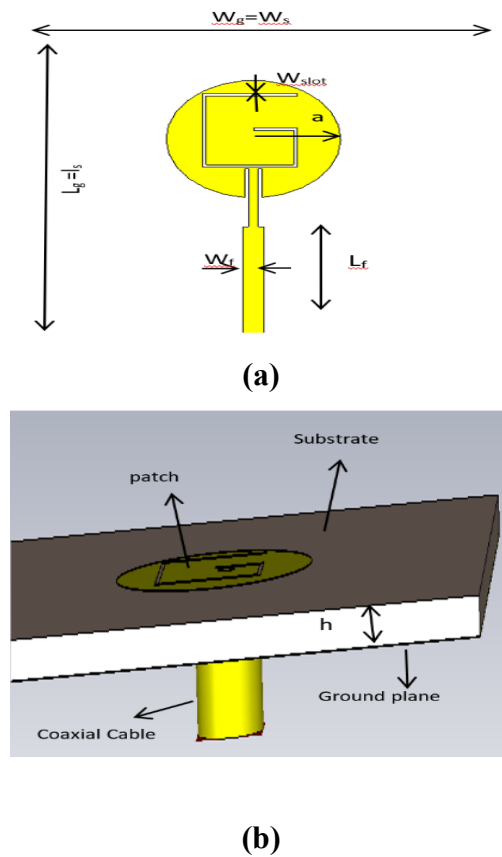 Wg=Ws
Wslot
a
Lg=ls
Wf
Lf
(a)
Substrate
patch
h
Ground plane
Coaxial Cable
(b)